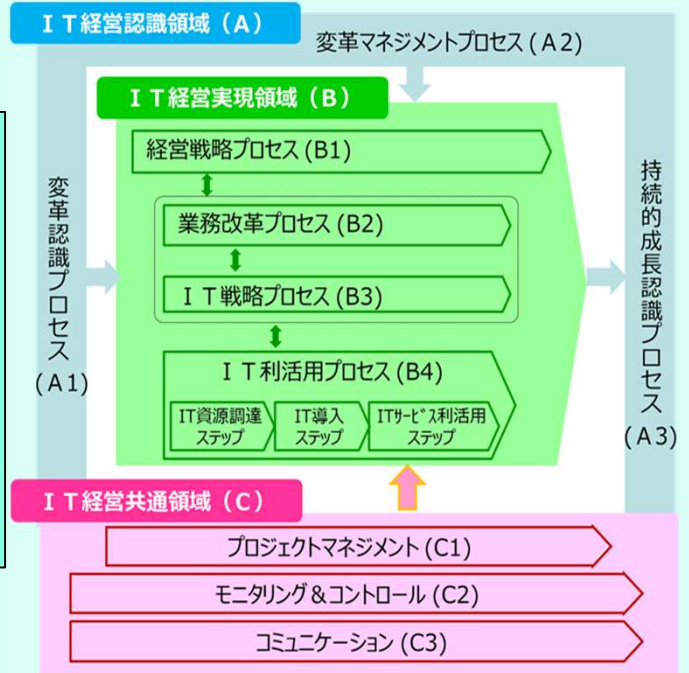 ＩＴ経営認識領域（Ａ）
変革マネジメントプロセス(Ａ2)
ＩＴ経営実現領域（Ｂ）
経営戦略プロセス(B1)
変革認識プロセス
(Ａ1)
業務改革プロセス(B2)
ＩＴ戦略プロセス(B3)
持続的成長認識プロセス
(Ａ3)
ＩＴ利活用プロセス(B4)
IT資源調達
ステップ
IT導入
ステップ
ITｻｰﾋﾞｽ利活用
ステップ
ＩＴ経営共通領域（Ｃ）
プロジェクトマネジメント(C1)
モニタリング＆コントロール(C2)
コミュニケーション(C3)